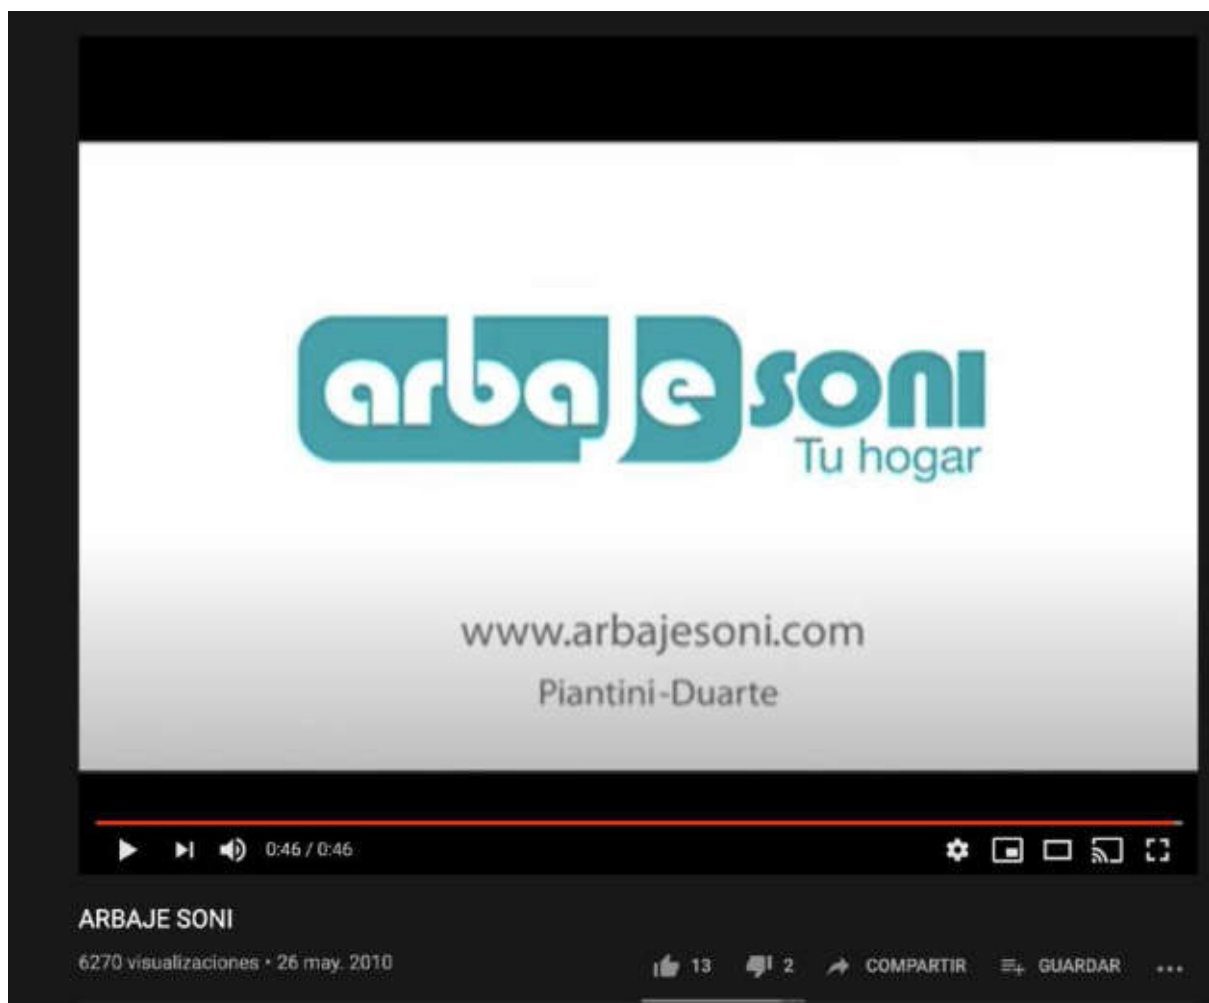 arbaje soni
Tu hogar
www.arbajesoni.com
Piantini-Duarte
0:46 / 0:46
ARBAJE SONI
6270 visualizaciones • 26 may. 2010
13 2 COMPARTIR GUARDAR